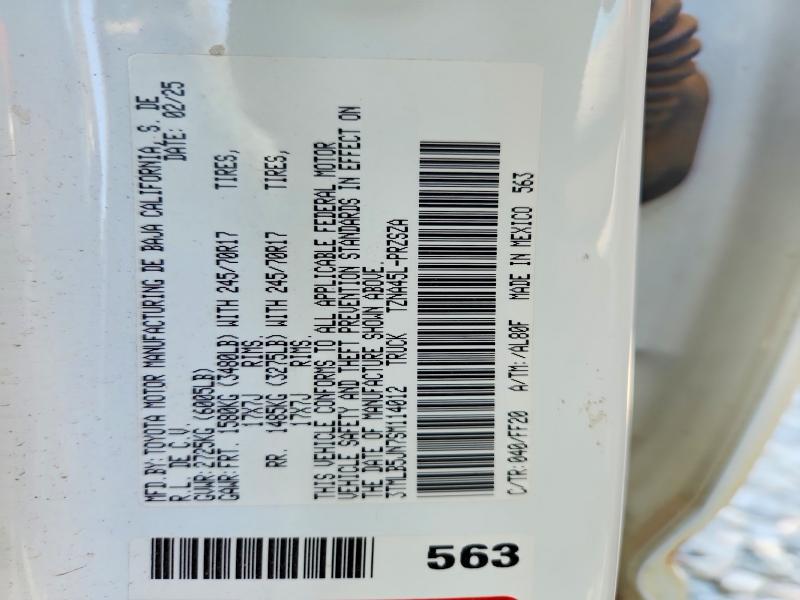 MFD. BY: TOYOTA MOTOR MANUFACTURING DE BAJA CALIFORNIA, S. DE
R.L. DE C.V. DATE: 02/25
GVWR: 2725KG (6005LB)
GAWR: FRT. 1580KG (3480LB) WITH 245/70R17 TIRES,
17X7J RIMS.
RR. 1485KG (3275LB) WITH 245/70R17 TIRES,
17X7J RIMS.
THIS VEHICLE CONFORMS TO ALL APPLICABLE FEDERAL MOTOR
VEHICLE SAFETY AND THEFT PREVENTION STANDARDS IN EFFECT ON
THE DATE OF MANUFACTURE SHOWN ABOVE.
3TMLB5JN7SM114012 TRUCK TZNA45L-PRZSZA
C/TR: 040/FF20 A/TM: /AL80F MADE IN MEXICO 563
563